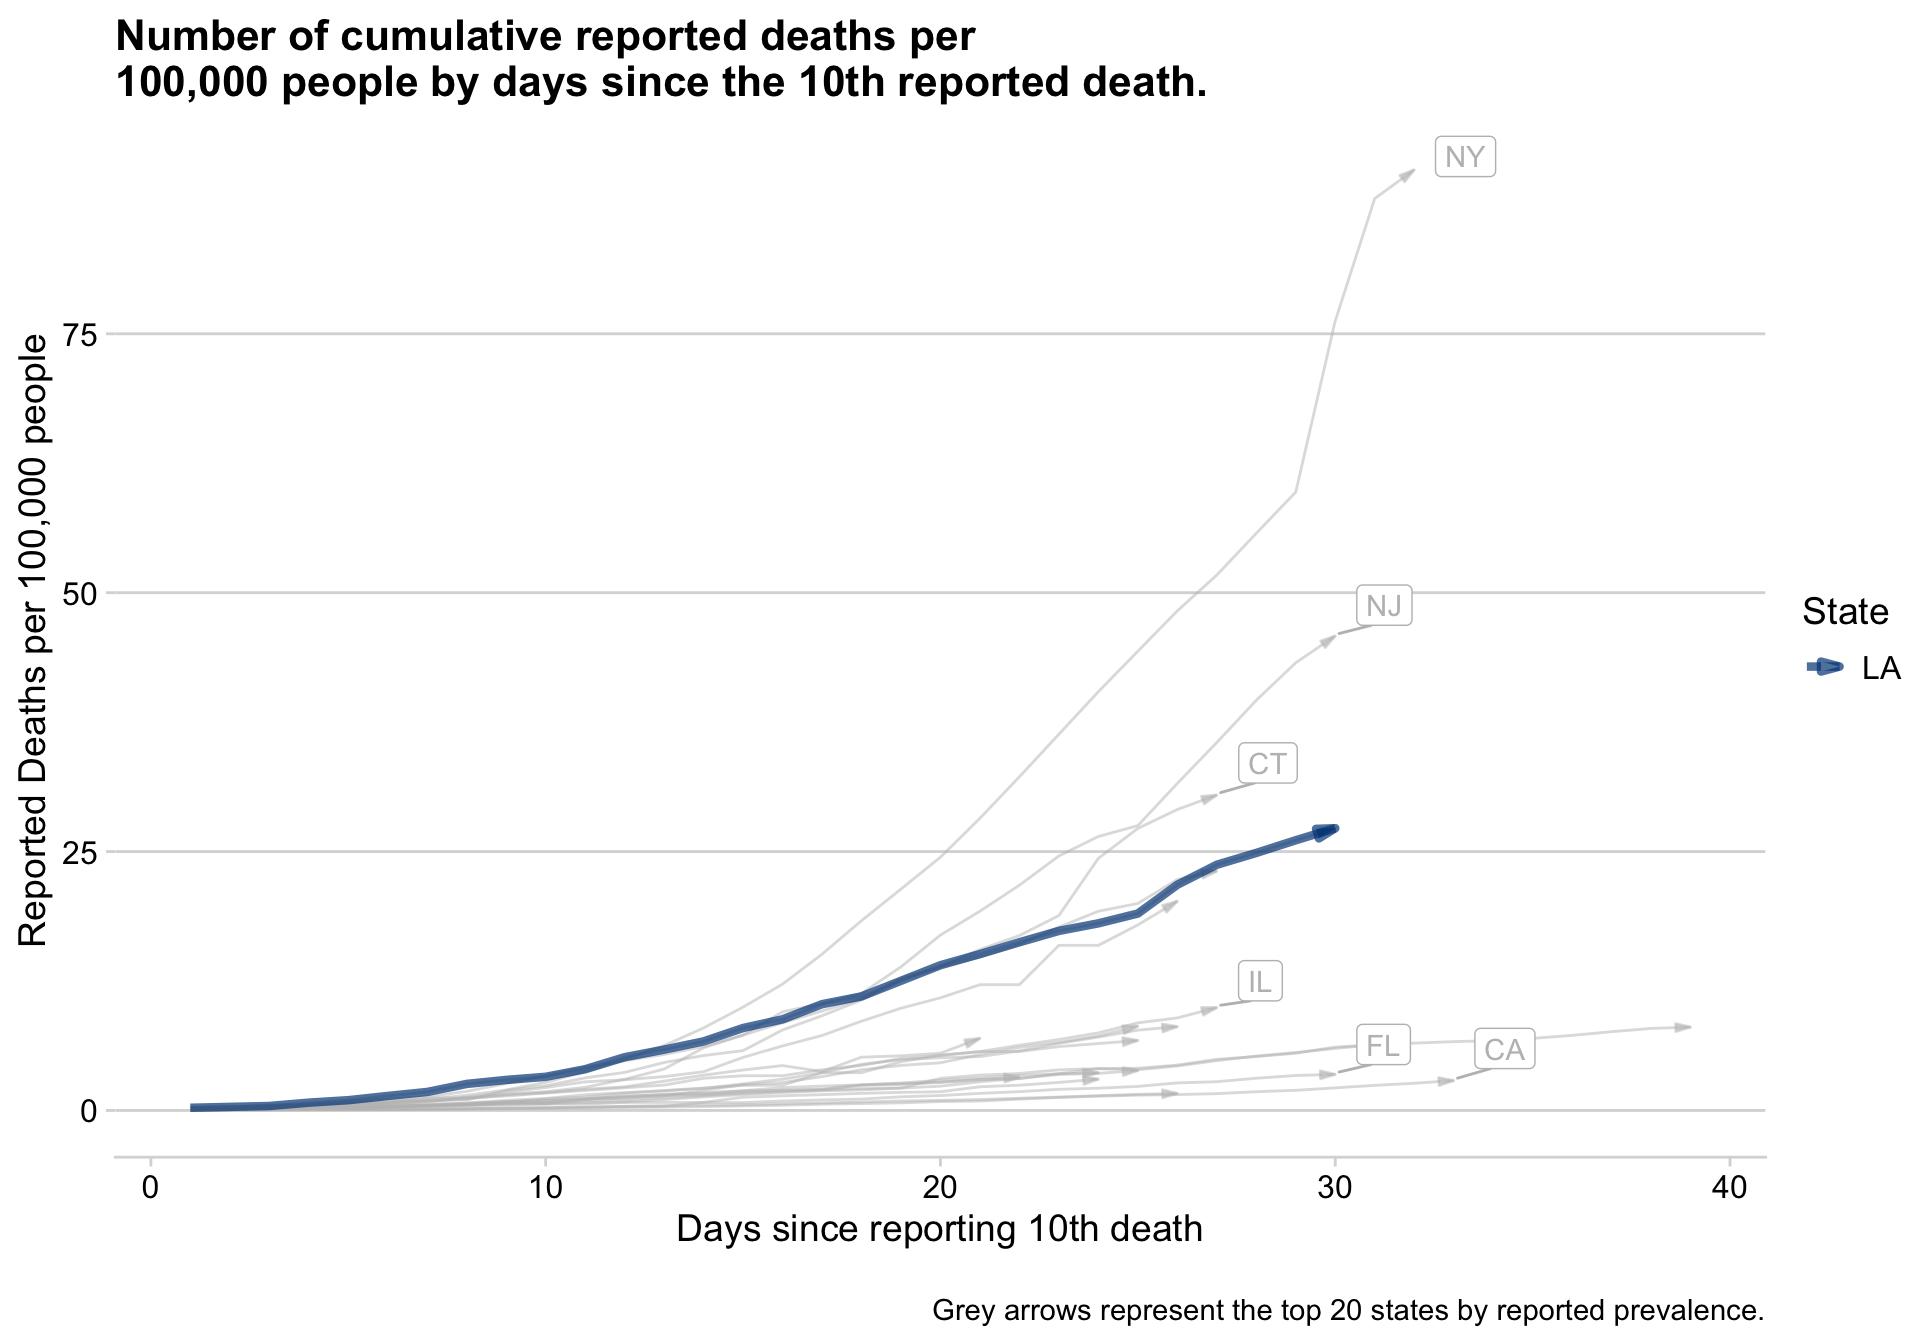 Number of cumulative reported deaths per
100,000 people by days since the 10th reported death.
NY
75
50
NJ
CT
25
IL
FL
CA
0
Reported Deaths per 100,000 people
State
LA
0 10 20 30 40
Days since reporting 10th death
Grey arrows represent the top 20 states by reported prevalence.